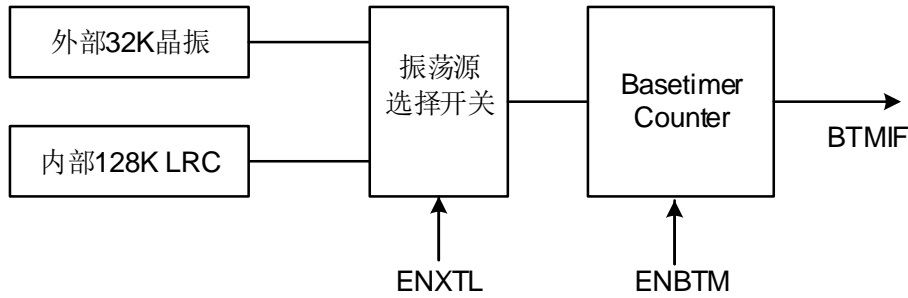 外部32K晶振
振荡源
选择开关
内部128K LRC
Basetimer
Counter
BTMIF
ENXTL
ENBTM